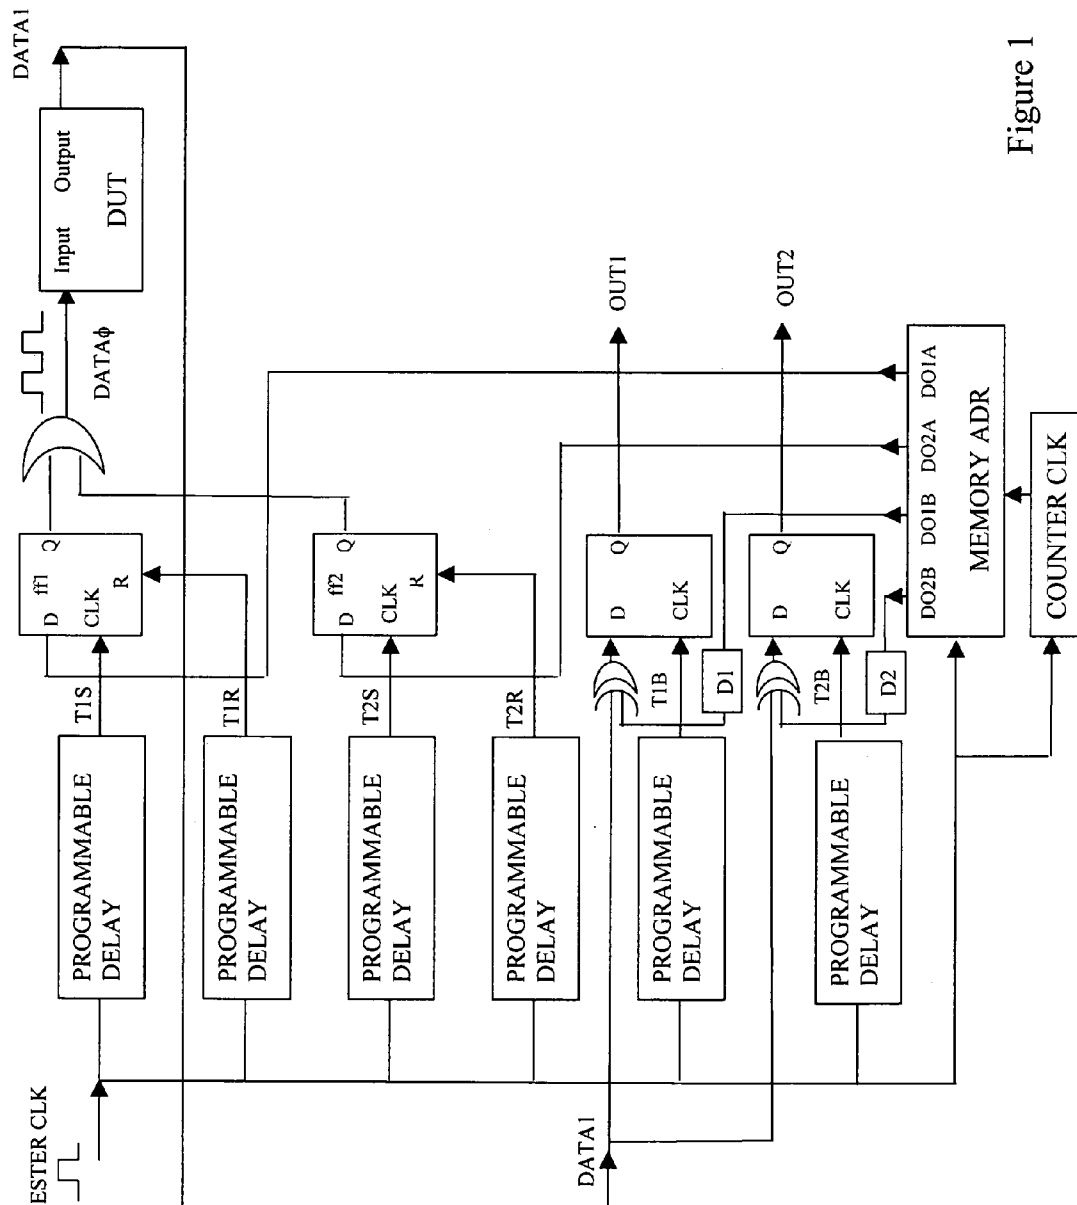 ESTER CLK
PROGRAMMABLE
DELAY
T1S
D
ff1
Q
CLK
R
PROGRAMMABLE
DELAY
T1R
DATAϕ
Input
Output
DUT
DATA1
PROGRAMMABLE
DELAY
T2S
D
ff2
Q
CLK
R
PROGRAMMABLE
DELAY
T2R
DATA1
PROGRAMMABLE
DELAY
T1B
D
Q
CLK
OUT1
D1
PROGRAMMABLE
DELAY
T2B
D
Q
CLK
OUT2
D2
DO2B
DO1B
DO2A
DO1A
MEMORY ADR
COUNTER CLK
Figure 1